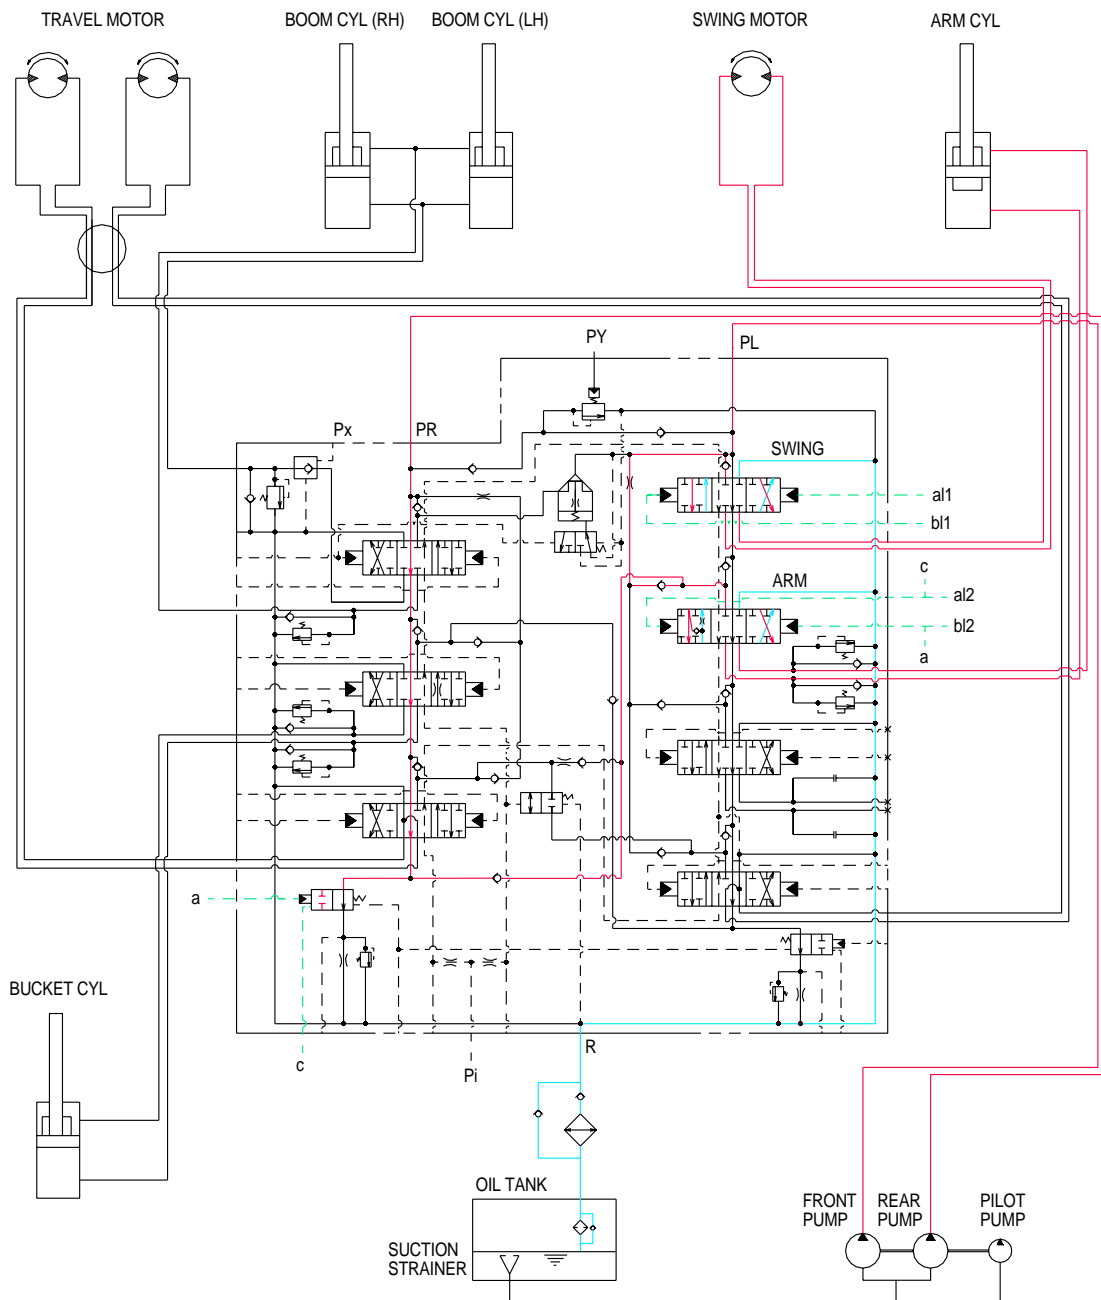 TRAVEL MOTOR
BOOM CYL (RH)
BOOM CYL (LH)
SWING MOTOR
ARM CYL
PY
PL
Px
PR
SWING
al1
bl1
c
ARM
al2
bl2
a
a
BUCKET CYL
R
c
Pi
OIL TANK
FRONT
PUMP
REAR
PUMP
PILOT
PUMP
SUCTION
STRAINER